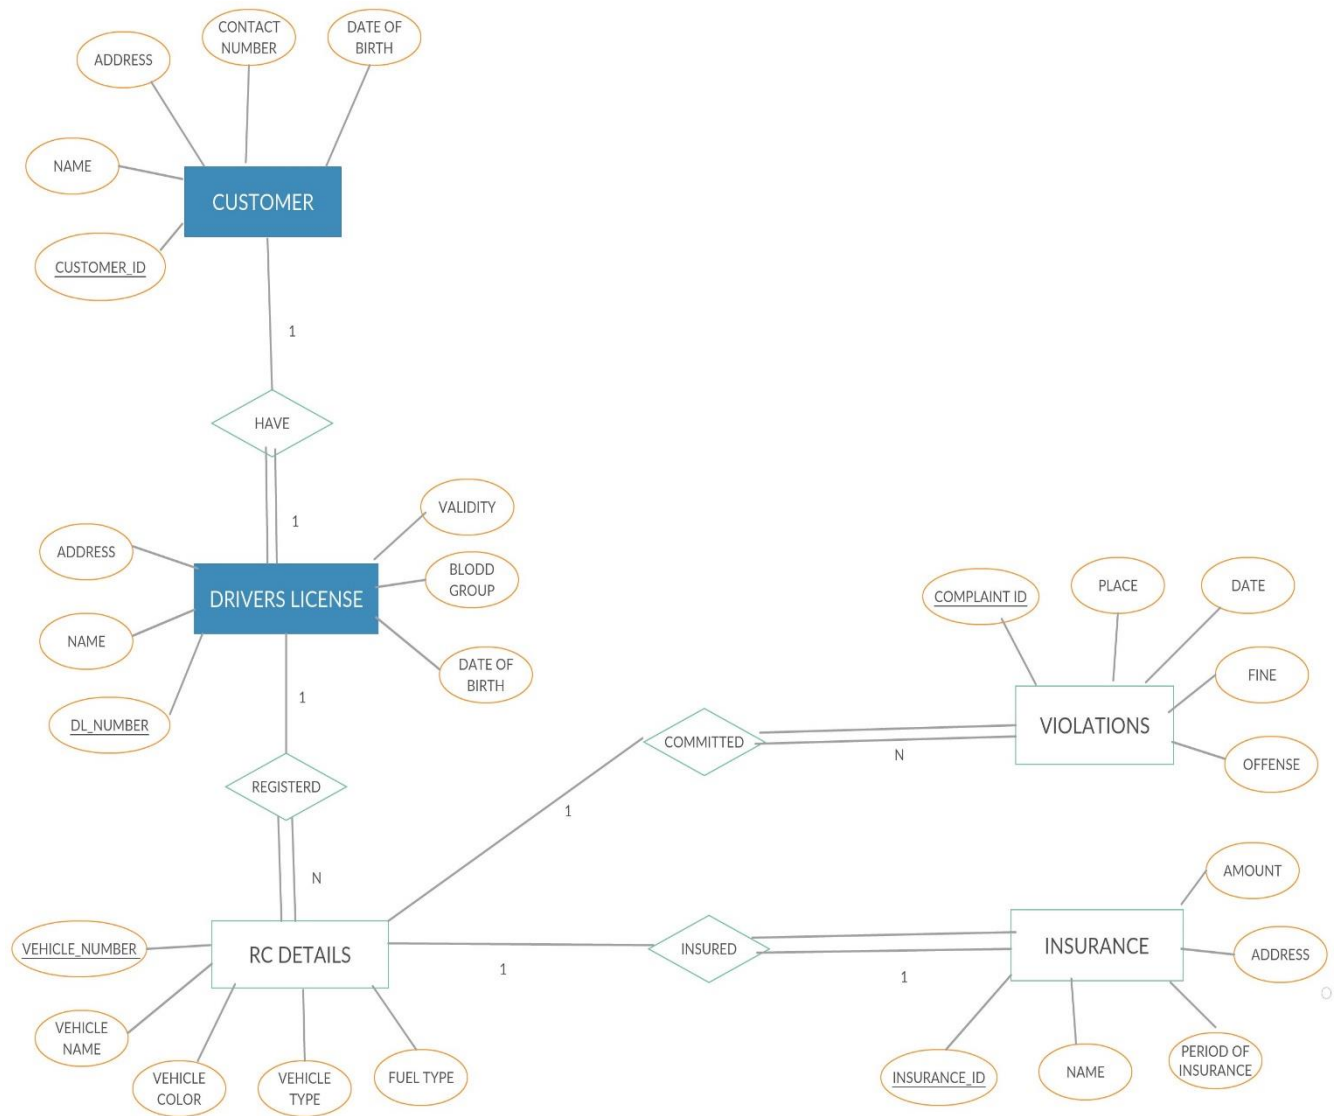 CONTACT
NUMBER
DATE OF
BIRTH
ADDRESS
NAME
CUSTOMER
CUSTOMER_ID
1
HAVE
1
VALIDITY
ADDRESS
BLODD
GROUP
DRIVERS LICENSE
NAME
DATE OF
BIRTH
DL_NUMBER
1
REGISTERD
N
COMPLAINT ID
PLACE
DATE
FINE
VIOLATIONS
OFFENSE
COMMITTED
N
1
AMOUNT
VEHICLE_NUMBER
RC DETAILS
1
INSURED
1
INSURANCE
ADDRESS
VEHICLE
NAME
VEHICLE
COLOR
VEHICLE
TYPE
FUEL TYPE
INSURANCE_ID
NAME
PERIOD OF
INSURANCE